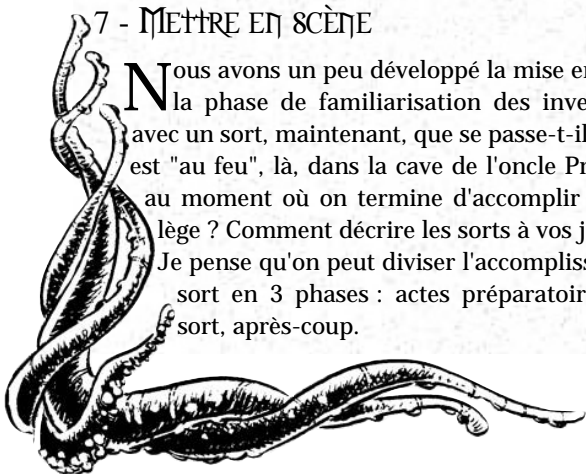 7 - METTRE EN SCÈNE
Nous avons un peu développé la mise en
la phase de familiarisation des inve
avec un sort, maintenant, que se passe-t-il
est "au feu", là, dans la cave de l'oncle Pr
au moment où on termine d'accomplir
lège ? Comment décrire les sorts à vos j
Je pense qu'on peut diviser l'accompliss
sort en 3 phases : actes préparatoir
sort, après-coup.